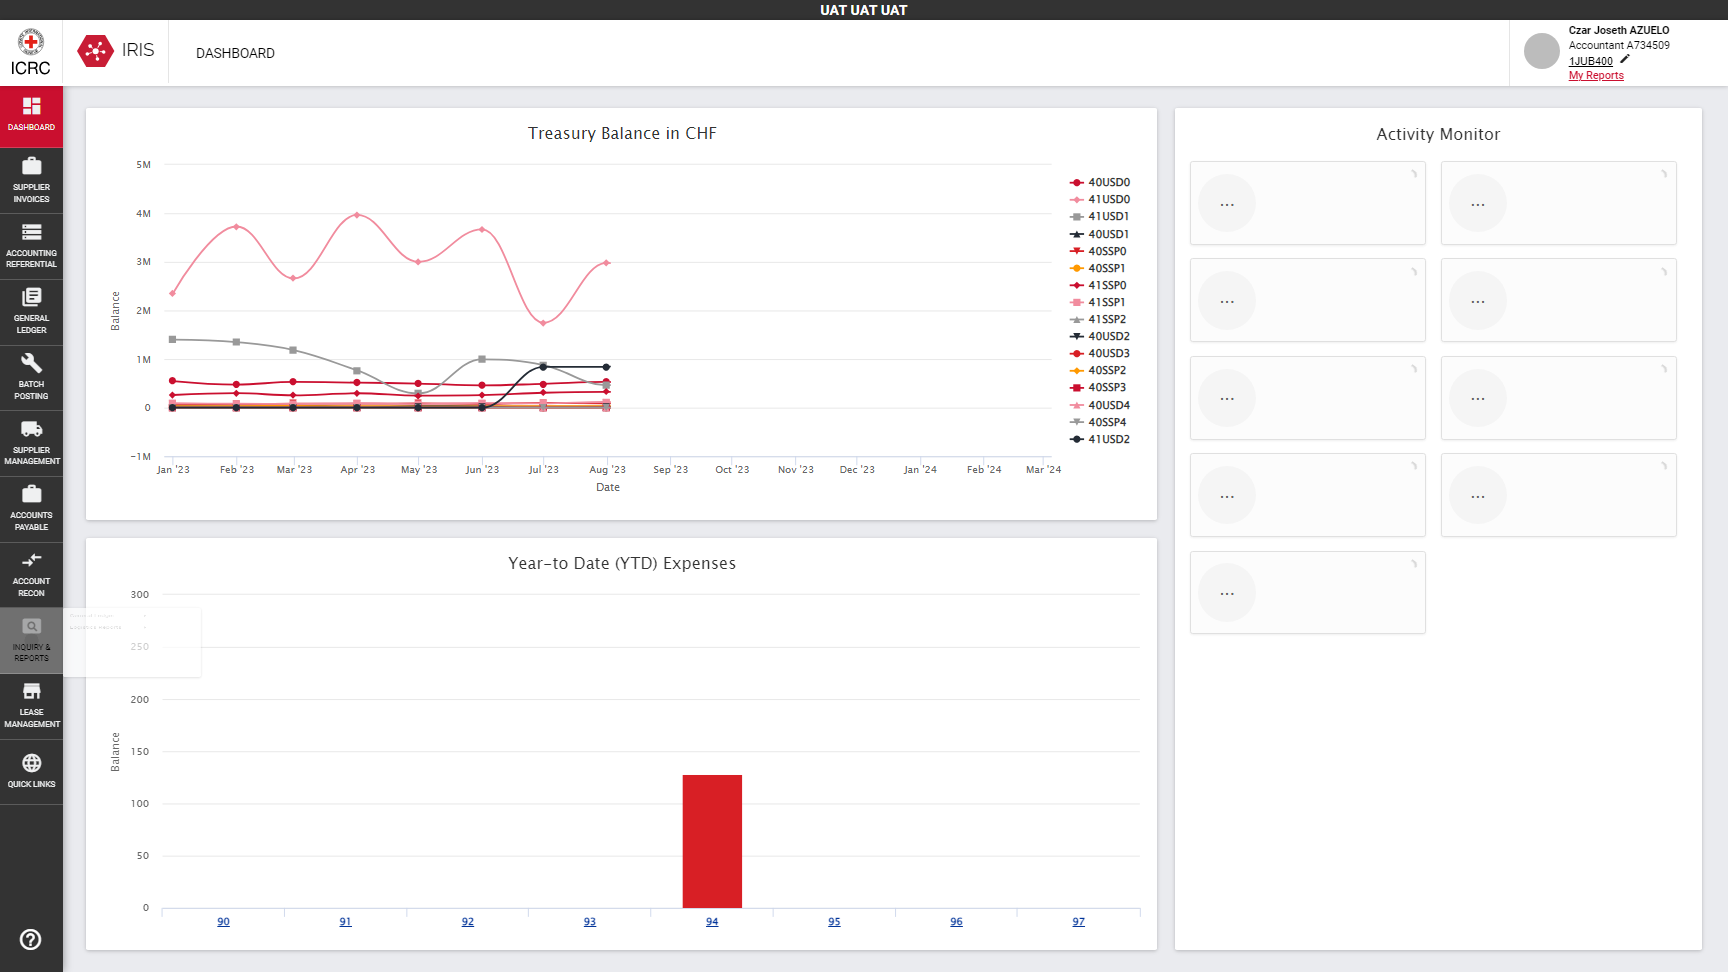 UAT UAT UAT
ICRC
IRIS
DASHBOARD
Czar Joseth AZUELO
Accountant A734509
1JUB400
My Reports
DASHBOARD
SUPPLIER
INVOICES
ACCOUNTING
REFERENTIAL
GENERAL
LEDGER
BATCH
POSTING
SUPPLIER
MANAGEMENT
ACCOUNTS
PAYABLE
ACCOUNT
RECON
INQUIRY &
REPORTS
LEASE
MANAGEMENT
QUICK LINKS
Treasury Balance in CHF
5M
4M
3M
2M
1M
0
−1M
Balance
Jan '23 Feb '23 Mar '23 Apr '23 May '23 Jun '23 Jul '23 Aug '23 Sep '23 Oct '23 Nov '23 Dec '23 Jan '24 Feb '24 Mar '24
Date
40USD0
41USD0
41USD1
40USD1
40SSP0
40SSP1
41SSP0
41SSP1
41SSP2
40USD2
40USD3
40SSP2
40SSP3
40USD4
40SSP4
41USD2
Year-to Date (YTD) Expenses
300
250
200
150
100
50
0
Balance
90 91 92 93 94 95 96 97
Activity Monitor
... ...
... ...
... ...
... ...
...